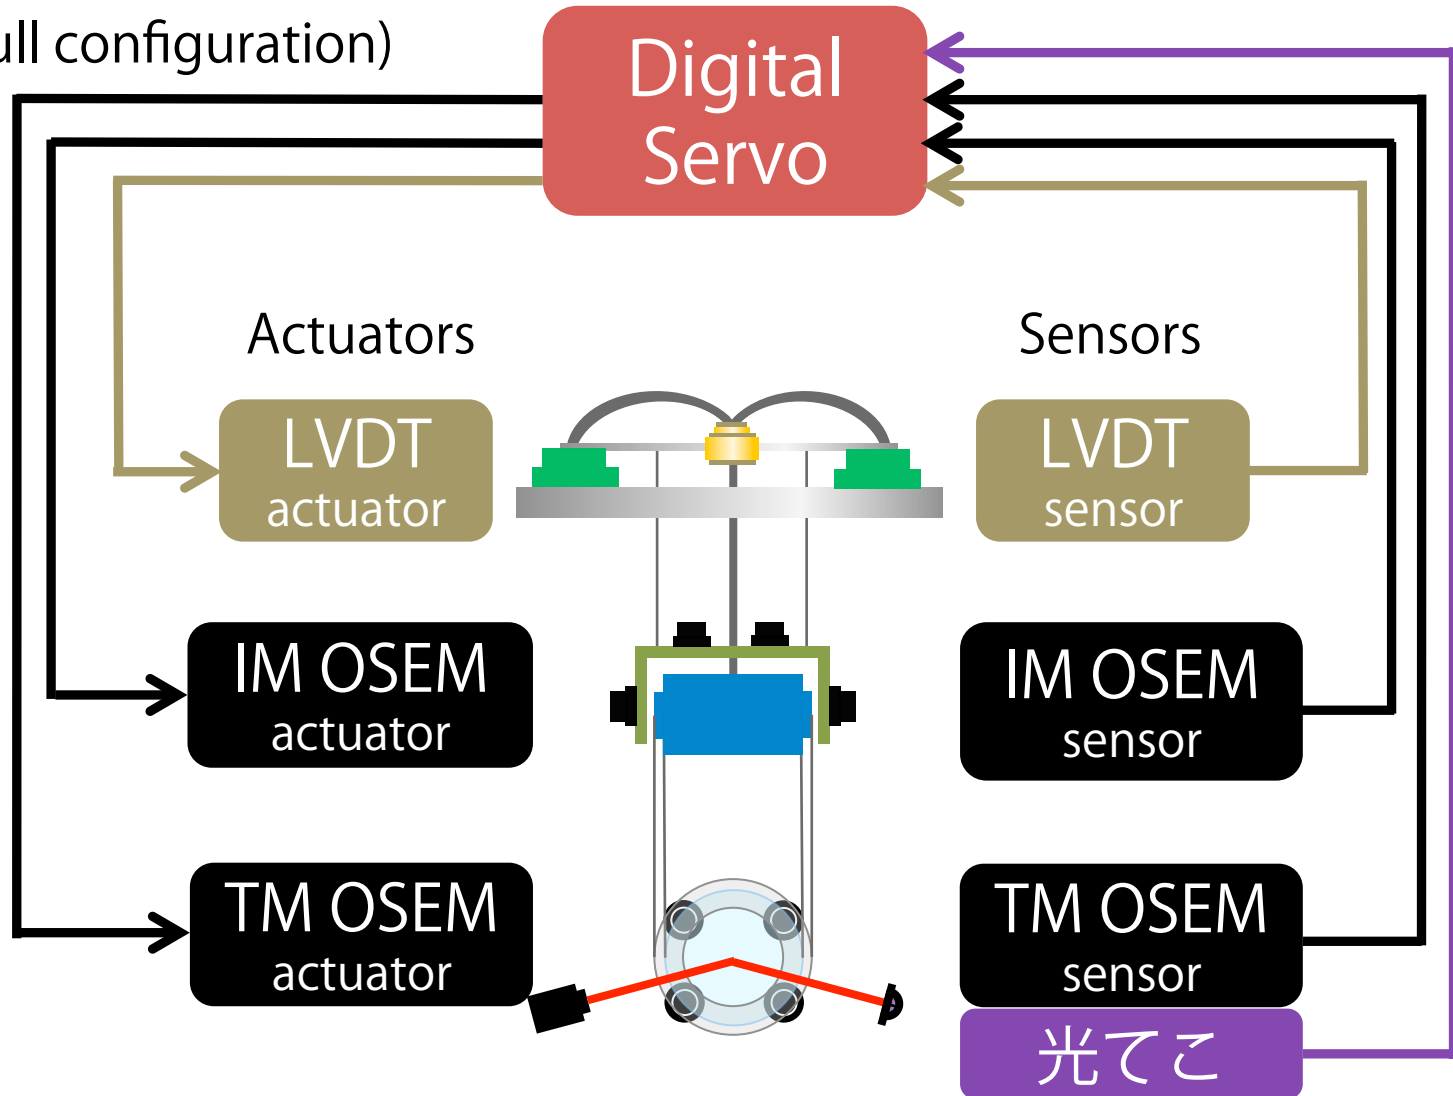 ull configuration)
Digital
Servo
Actuators
Sensors
LVDT
actuator
LVDT
sensor
IM OSEM
actuator
IM OSEM
sensor
TM OSEM
actuator
TM OSEM
sensor
光てこ